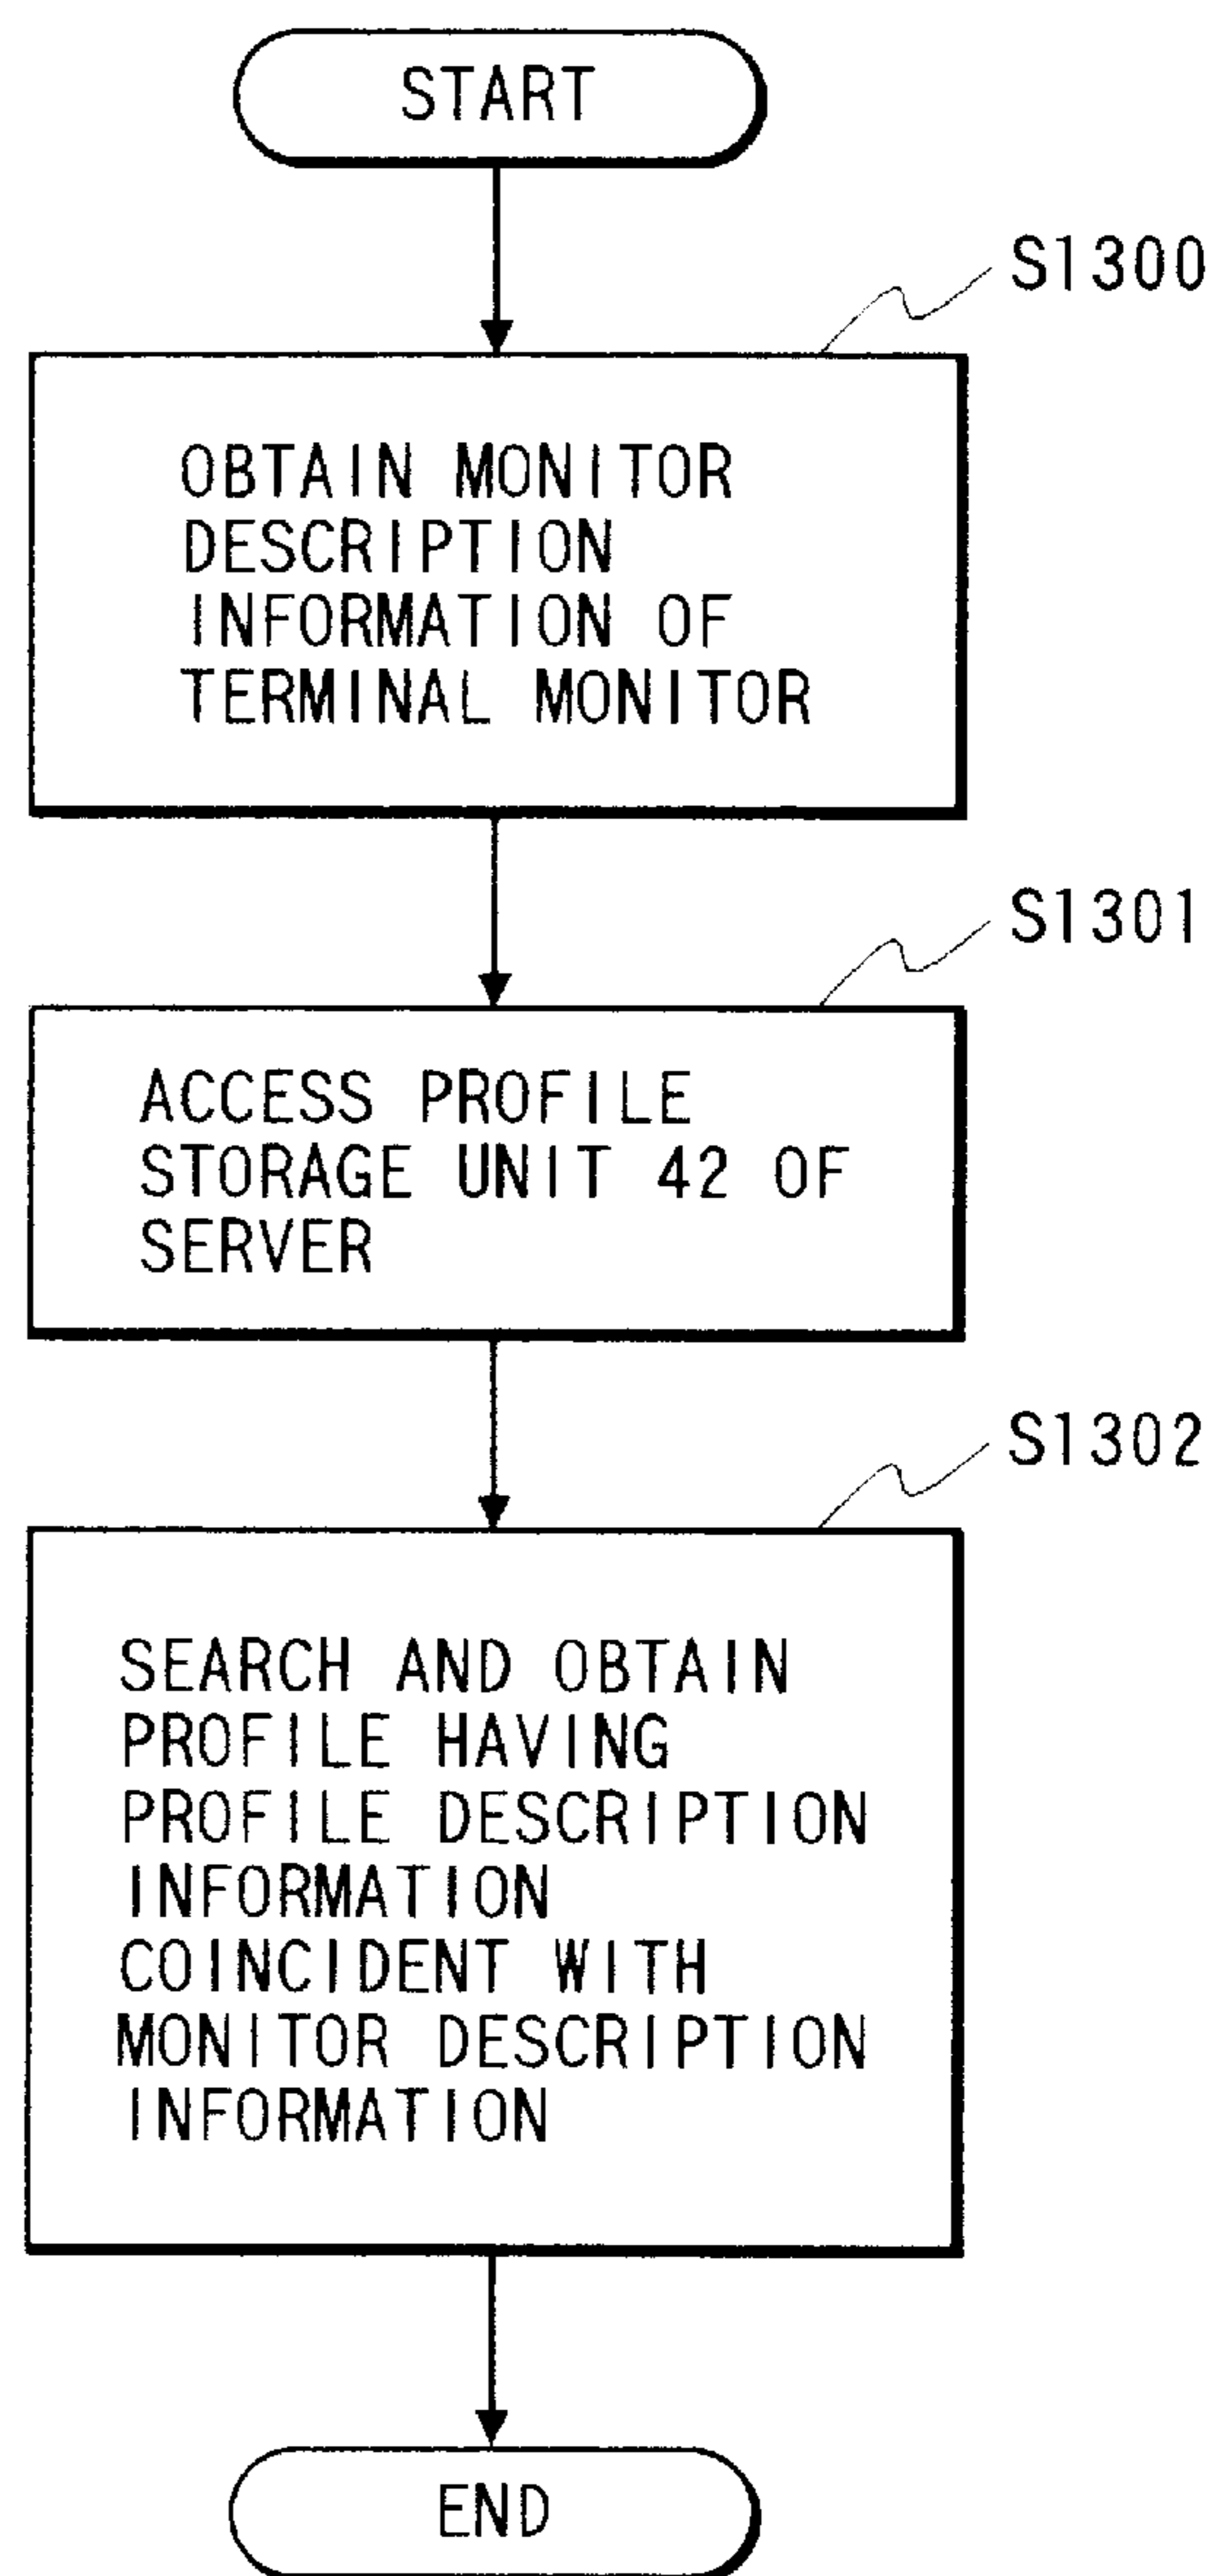 START
S1300
OBTAIN MONITOR
DESCRIPTION
INFORMATION OF
TERMINAL MONITOR
S1301
ACCESS PROFILE
STORAGE UNIT 42 OF
SERVER
S1302
SEARCH AND OBTAIN
PROFILE HAVING
PROFILE DESCRIPTION
INFORMATION
COINCIDENT WITH
MONITOR DESCRIPTION
INFORMATION
END